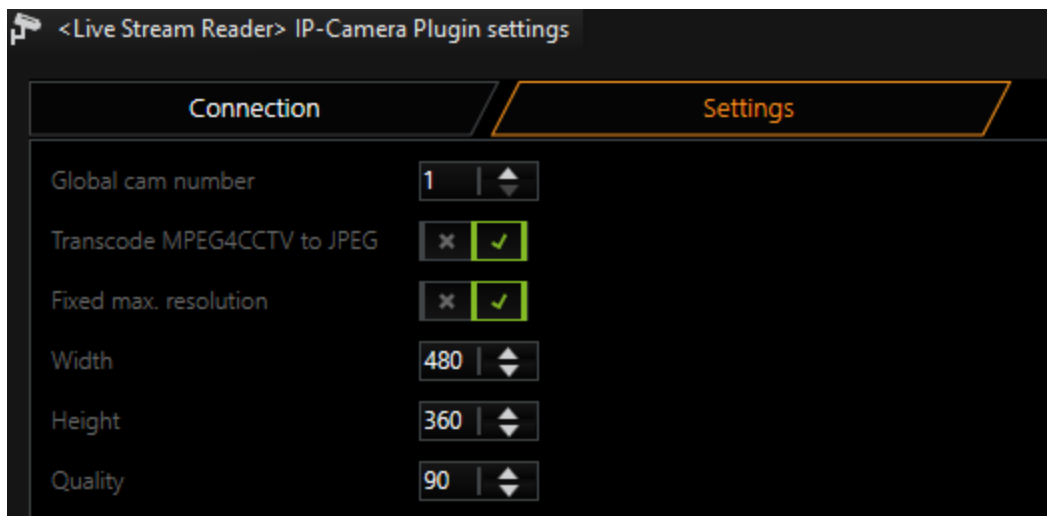 <Live Stream Reader> IP-Camera Plugin settings
Connection Settings
Global cam number 1
Transcode MPEG4CCTV to JPEG
Fixed max. resolution
Width 480
Height 360
Quality 90